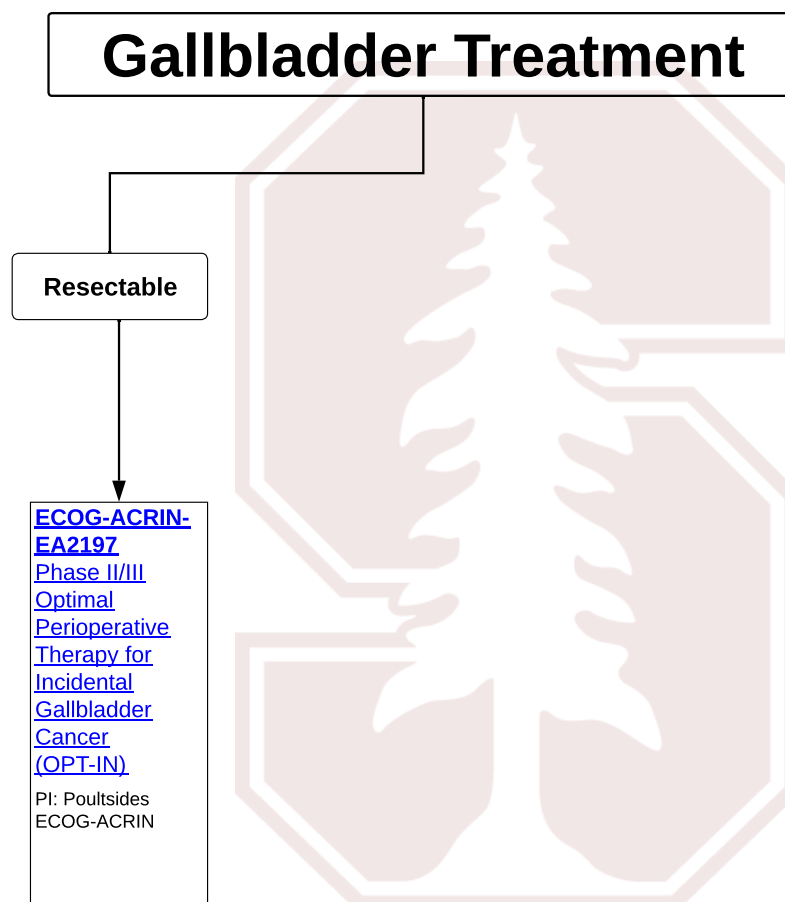 Gallbladder Treatment
Resectable
ECOG-ACRIN-
EA2197
Phase II/III
Optimal
Perioperative
Therapy for
Incidental
Gallbladder
Cancer
(OPT-IN)
PI: Poultsides
ECOG-ACRIN